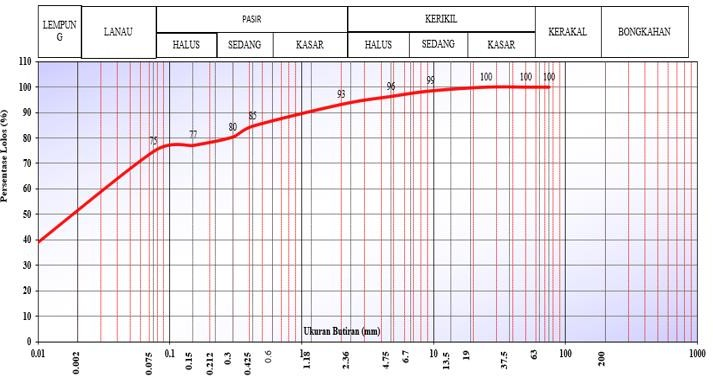 LEMPUN
G
LANAU
PASIR
KERIKIL
KERAKAL
BONGKAHAN
HALUS
SEDANG
KASAR
HALUS
SEDANG
KASAR
110
100
90
80
70
60
50
40
30
20
10
0
Persentase Lolos (%)
75
77
80
85
93
96
99
100
100
100
Ukuran Butiran (mm)
0.01
0.002
0.075
0.1
0.15
0.212
0.3
0.425
0.6
1
1.18
2.36
4.75
6.7
10
13.5
19
37.5
63
100
200
1000